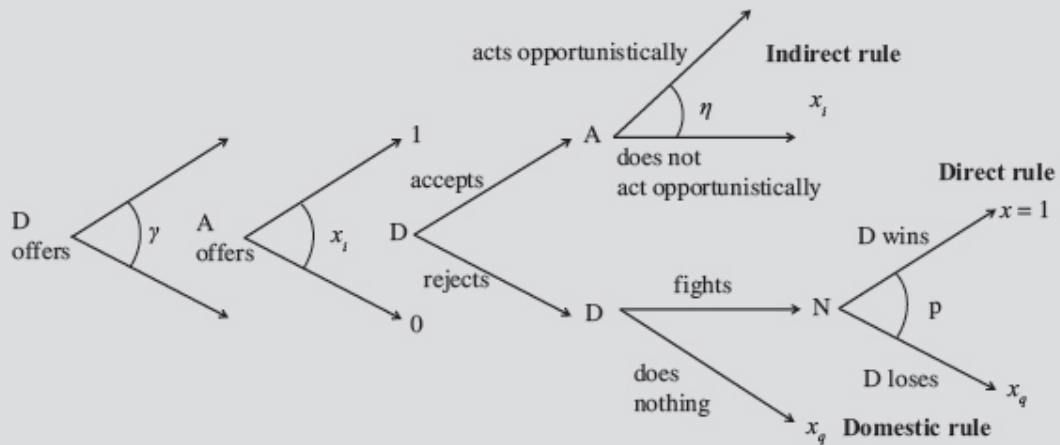 acts opportunistically
Indirect rule
η
x_i
1
A
does not
act opportunistically
Direct rule
accepts
x = 1
D
offers
γ
A
offers
x_i
D
D wins
rejects
fights
0
D
N
p
does
nothing
D loses
x_q
x_q Domestic rule